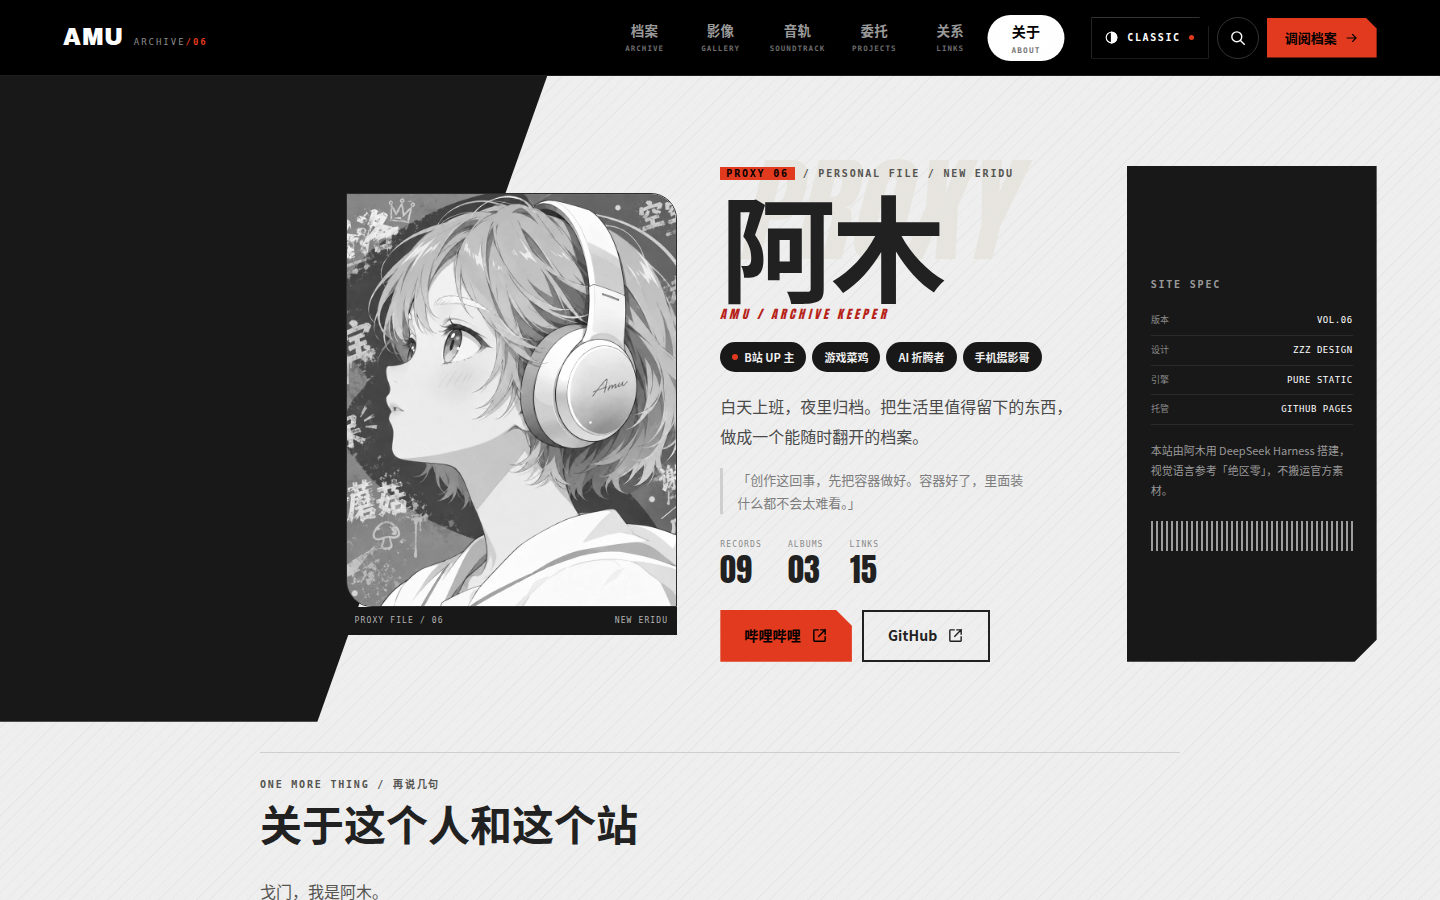 AMU ARCHIVE/06
档案 影像 音轨 委托 关系 关于
ARCHIVE GALLERY SOUNDTRACK PROJECTS LINKS ABOUT
CLASSIC
调阅档案 →
PROXY
PROXY 06 / PERSONAL FILE / NEW ERIDU
阿木
AMU / ARCHIVE KEEPER
B站 UP 主 游戏菜鸡 AI 折腾者 手机摄影哥
白天上班，夜里归档。把生活里值得留下的东西，
做成一个能随时翻开的档案。
「创作这回事，先把容器做好。容器好了，里面装
什么都不会太难看。」
RECORDS ALBUMS LINKS
09 03 15
哔哩哔哩 GitHub
Amu
蘑菇
PROXY FILE / 06 NEW ERIDU
SITE SPEC
版本 VOL.06
设计 ZZZ DESIGN
引擎 PURE STATIC
托管 GITHUB PAGES
本站由阿木用 DeepSeek Harness 搭建，
视觉语言参考「绝区零」，不搬运官方素
材。
ONE MORE THING / 再说几句
关于这个人和这个站
戈门，我是阿木。